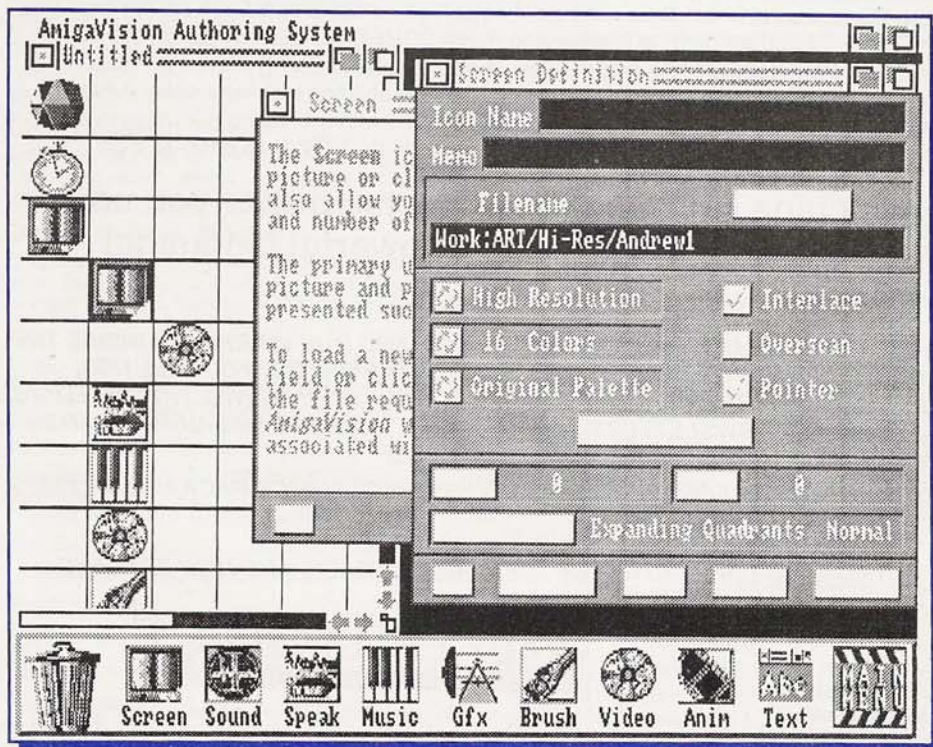 AmigaVision Authoring System
Untitled
Screen
The Screen ic
picture or cl
also allow yo
and number of
The primary u
picture and p
presented suc
To load a new
field or clic
the file requ
AmigaVision w
associated wi
Screen Definition
Icon Name
Memo
Filename
Work:ART/Hi-Res/Andrew1
High Resolution
Interlace
16 Colors
Overscan
Original Palette
Pointer
0
0
Expanding Quadrants Normal
Screen
Sound
Speak
Music
Gfx
Brush
Video
Anim
Abc
Text
MAIN
MENU